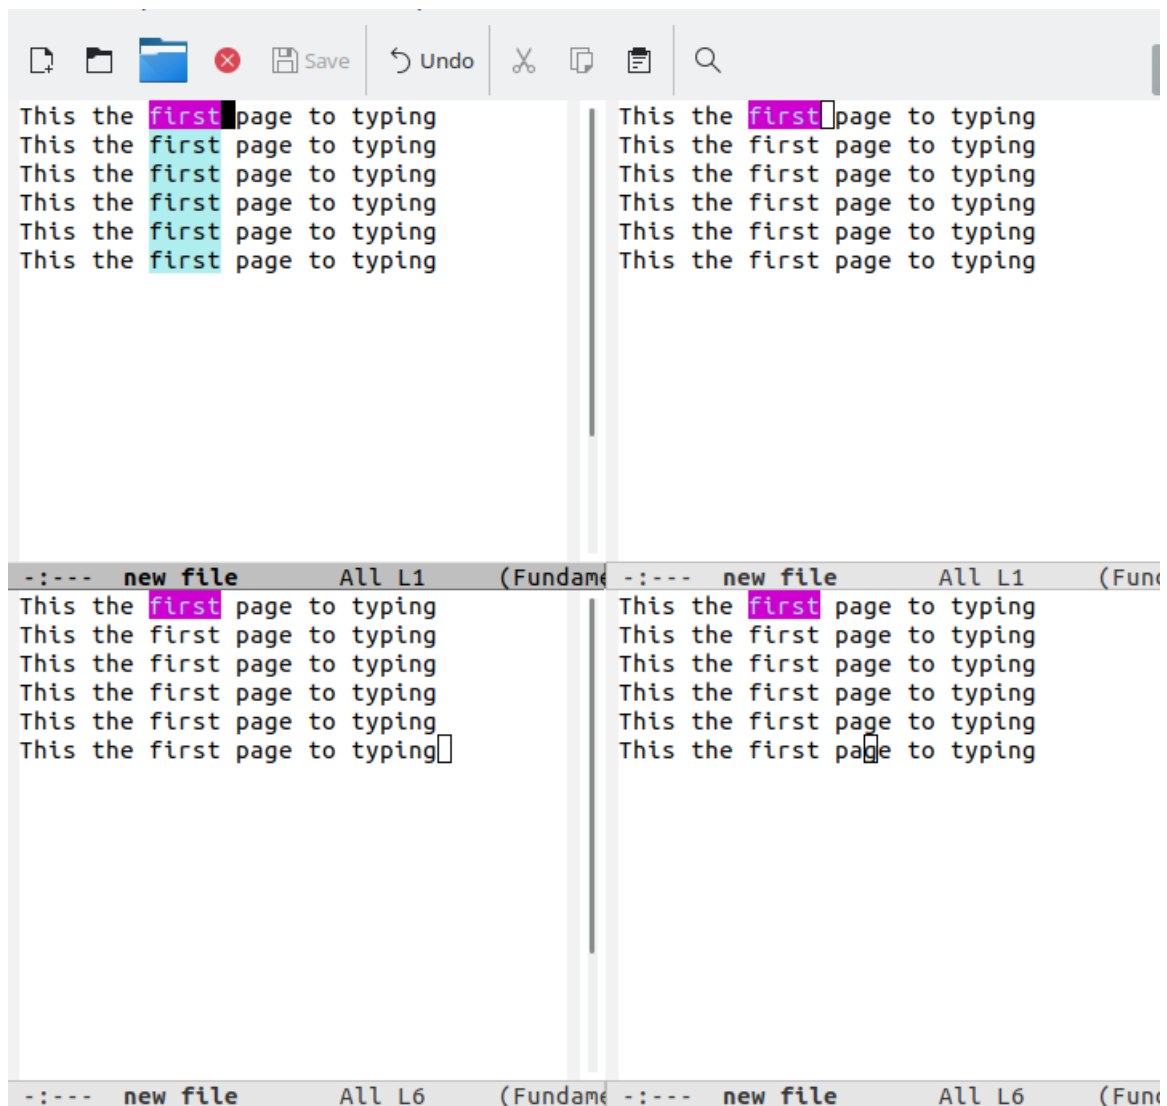 Save Undo
This the first page to typing
This the first page to typing
This the first page to typing
This the first page to typing
This the first page to typing
This the first page to typing
-:--- new file All L1 (Fundame
This the first page to typing
This the first page to typing
This the first page to typing
This the first page to typing
This the first page to typing
This the first page to typing
-:--- new file All L1 (Func
This the first page to typing
This the first page to typing
This the first page to typing
This the first page to typing
This the first page to typing
This the first page to typing
-:--- new file All L6 (Fundame
This the first page to typing
This the first page to typing
This the first page to typing
This the first page to typing
This the first page to typing
This the first page to typing
-:--- new file All L6 (Func